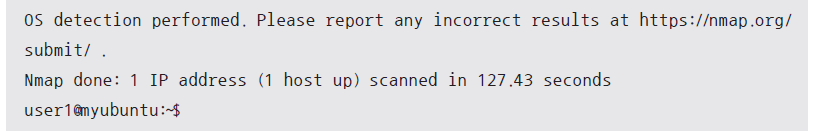 OS detection performed. Please report any incorrect results at https://nmap.org/
submit/ .
Nmap done: 1 IP address (1 host up) scanned in 127.43 seconds
user1@myubuntu:~$